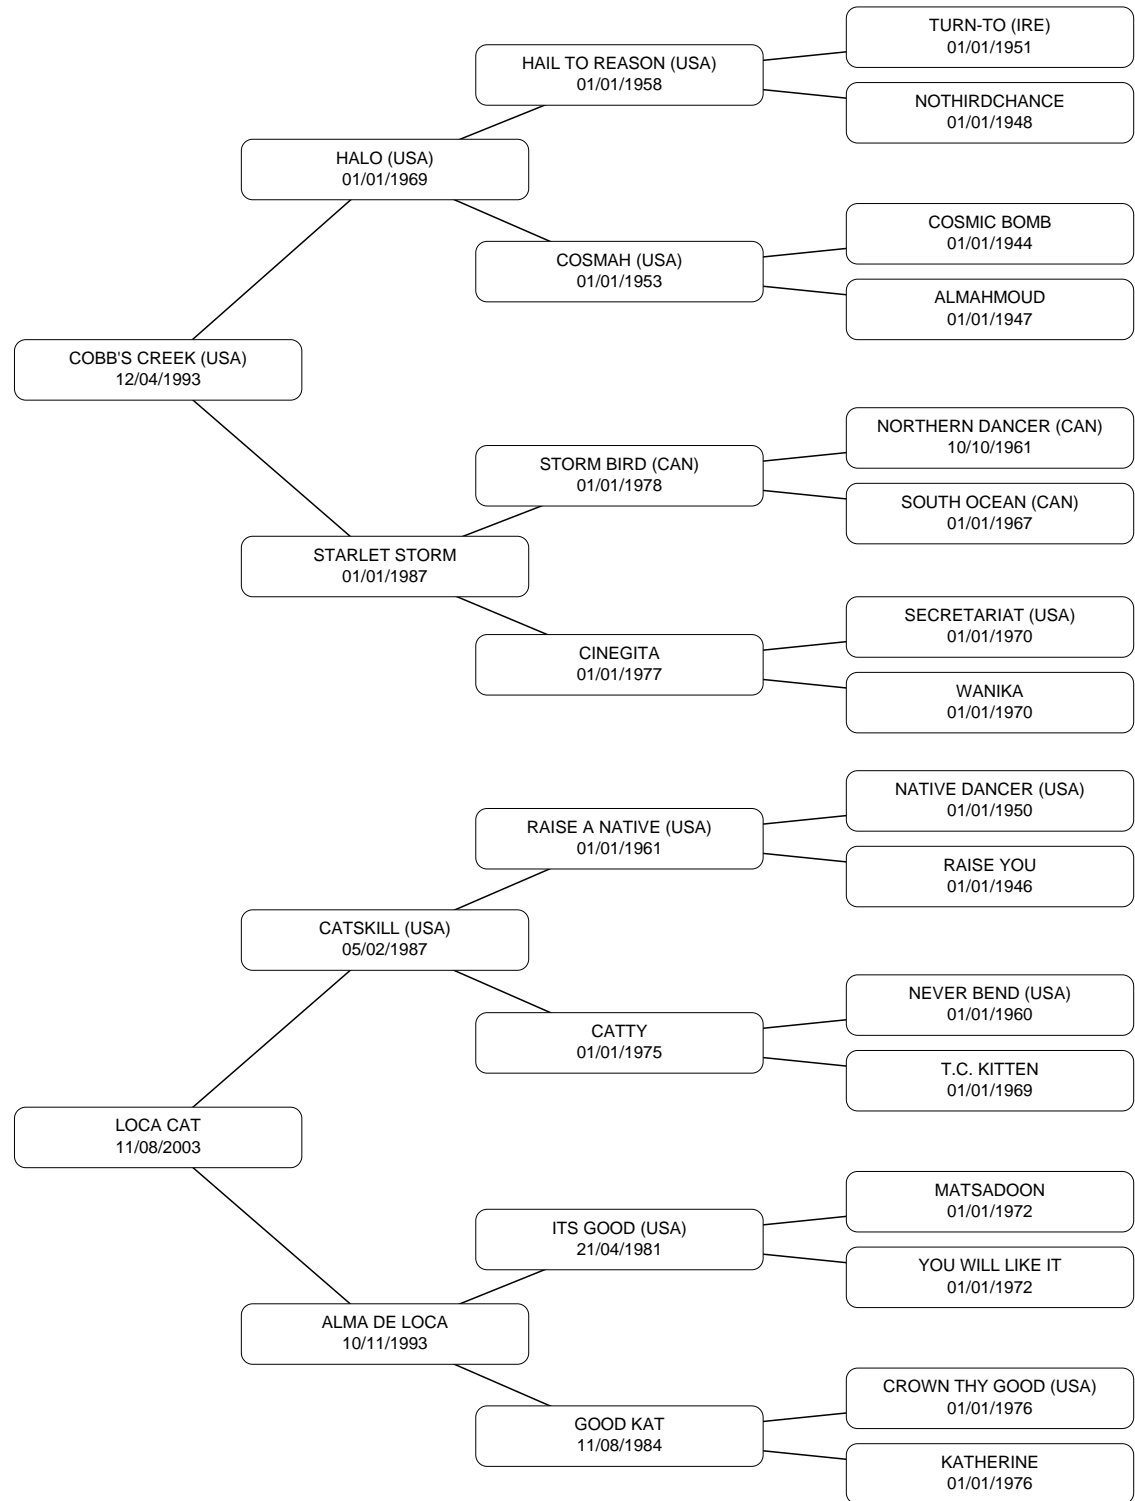 TURN-TO (IRE)
01/01/1951
HAIL TO REASON (USA)
01/01/1958
NOTHIRDCHANCE
01/01/1948
HALO (USA)
01/01/1969
COSMIC BOMB
01/01/1944
COSMAH (USA)
01/01/1953
ALMAHMOUD
01/01/1947
COBB'S CREEK (USA)
12/04/1993
NORTHERN DANCER (CAN)
10/10/1961
STORM BIRD (CAN)
01/01/1978
SOUTH OCEAN (CAN)
01/01/1967
STARLET STORM
01/01/1987
SECRETARIAT (USA)
01/01/1970
CINEGITA
01/01/1977
WANIKA
01/01/1970
NATIVE DANCER (USA)
01/01/1950
RAISE A NATIVE (USA)
01/01/1961
RAISE YOU
01/01/1946
CATSKILL (USA)
05/02/1987
NEVER BEND (USA)
01/01/1960
CATTY
01/01/1975
T.C. KITTEN
01/01/1969
LOCA CAT
11/08/2003
MATSADOON
01/01/1972
ITS GOOD (USA)
21/04/1981
YOU WILL LIKE IT
01/01/1972
ALMA DE LOCA
10/11/1993
CROWN THY GOOD (USA)
01/01/1976
GOOD KAT
11/08/1984
KATHERINE
01/01/1976